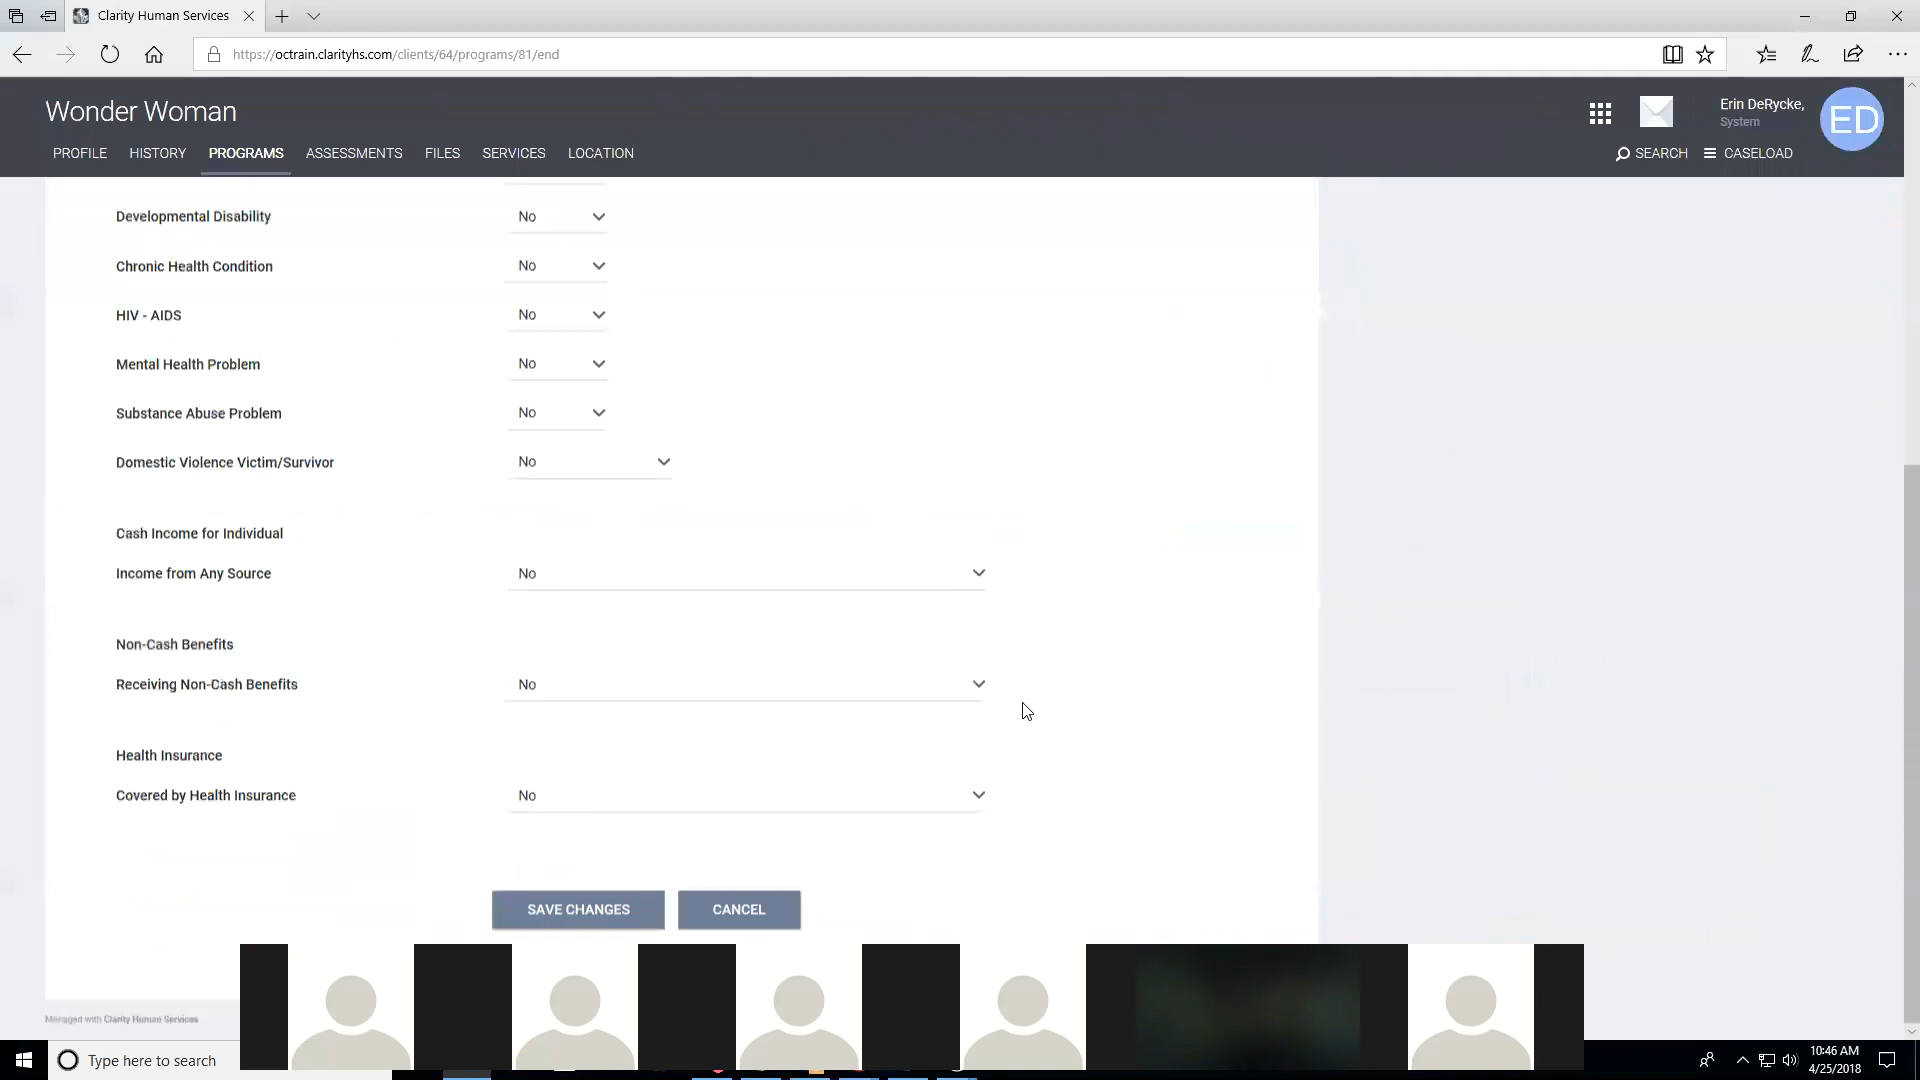 Clarity Human Services
https://octrain.clarityhs.com/clients/64/programs/81/end
Wonder Woman
Erin DeRycke,
System
ED
PROFILE HISTORY PROGRAMS ASSESSMENTS FILES SERVICES LOCATION
SEARCH CASELOAD
Developmental Disability No
Chronic Health Condition No
HIV - AIDS No
Mental Health Problem No
Substance Abuse Problem No
Domestic Violence Victim/Survivor No
Cash Income for Individual
Income from Any Source No
Non-Cash Benefits
Receiving Non-Cash Benefits No
Health Insurance
Covered by Health Insurance No
SAVE CHANGES CANCEL
Managed with Clarity Human Services
Type here to search
10:46 AM
4/25/2018